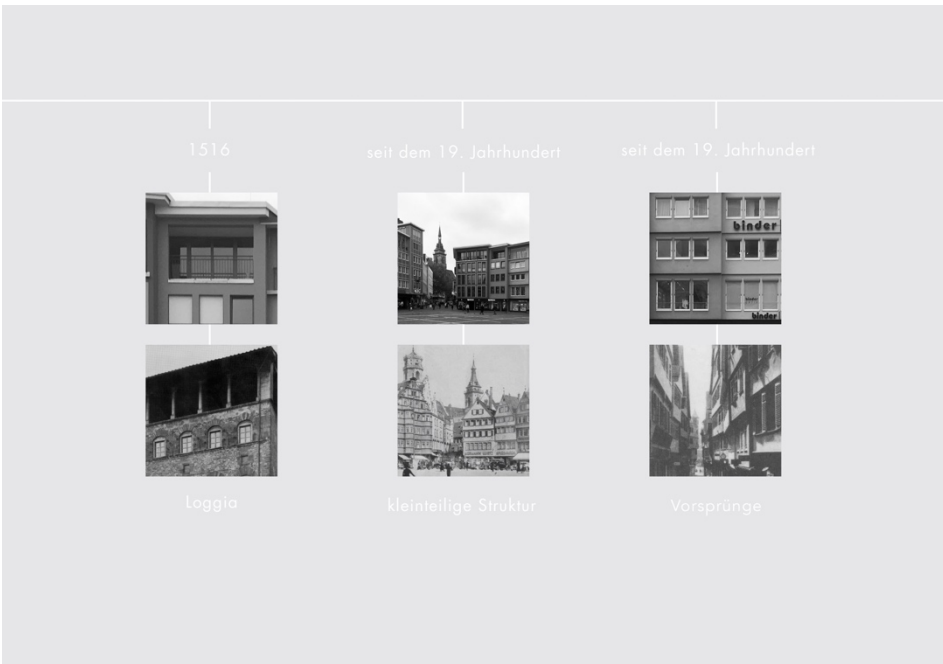 1516
seit dem 19. Jahrhundert
seit dem 19. Jahrhundert
binder
binder
Loggia
kleinteilige Struktur
Vorsprünge